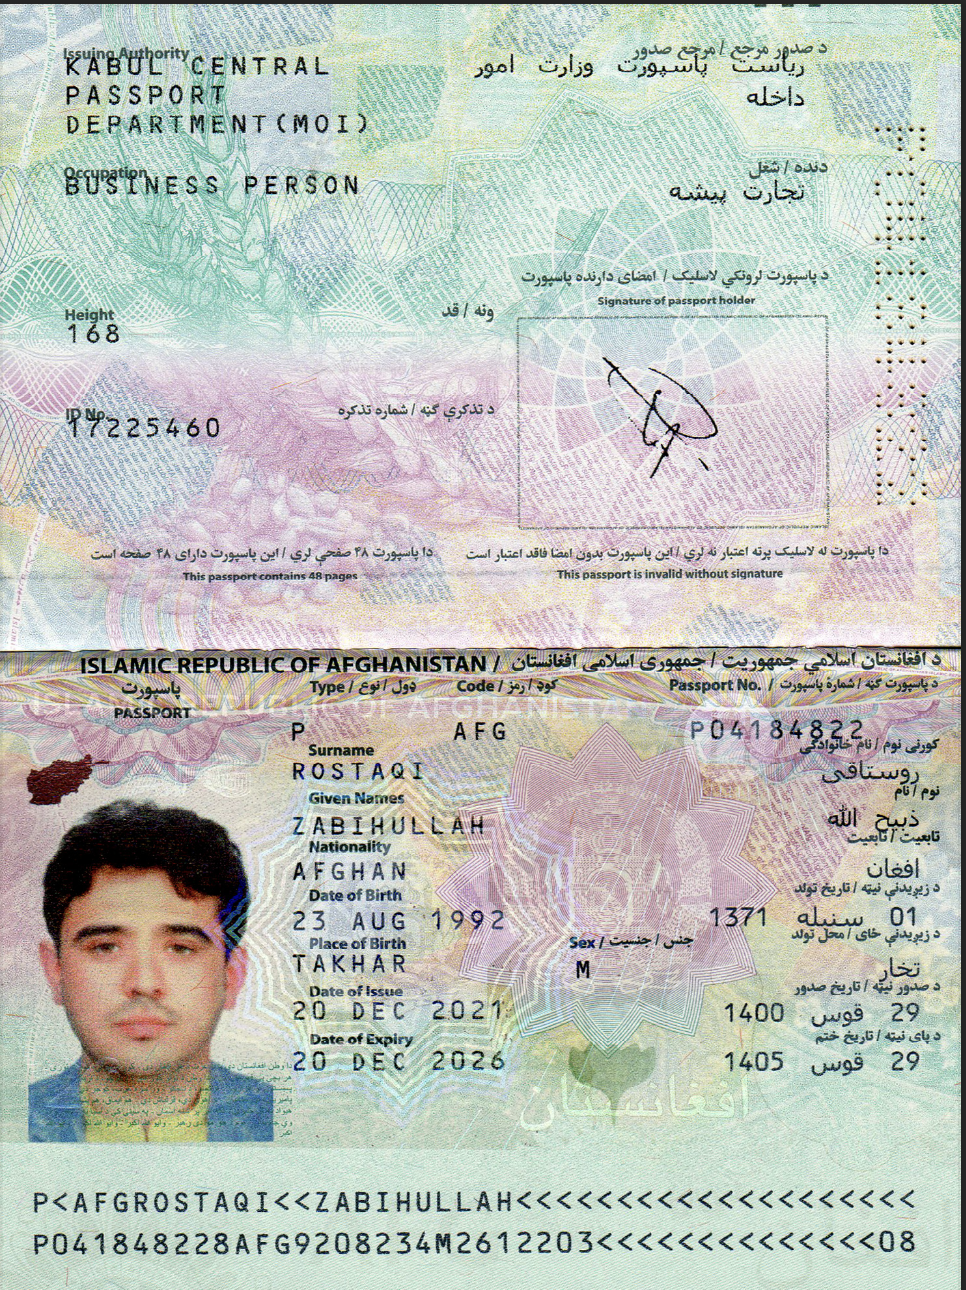 Issuing Authority د صدور مرجع / مرجع صدور
KABUL CENTRAL ریاست پاسپورت وزارت امور
PASSPORT داخله
DEPARTMENT(MOI)
Occupation دنده / شغل
BUSINESS PERSON تجارت پیشه
د پاسپورت لرونکي لاسلیک / امضای دارنده پاسپورت
Signature of passport holder
Height ونه / قد
168
ID No. د تذکرې ګڼه / شماره تذکره
17225460
دا پاسپورت ۴۸ صفحې لري / این پاسپورت دارای ۴۸ صفحه است
This passport contains 48 pages
دا پاسپورت له لاسلیک پرته اعتبار نه لري / این پاسپورت بدون امضا فاقد اعتبار است
This passport is invalid without signature
ISLAMIC REPUBLIC OF AFGHANISTAN / د افغانستان اسلامي جمهوریت / جمهوری اسلامی افغانستان
پاسپورت Type / ډول / نوع Code / کوډ / رمز Passport No. / د پاسپورت ګڼه / شمارهٔ پاسپورت
PASSPORT
P AFG P04184822
Surname کورنی نوم / نام خانوادگی
ROSTAQI روستاقی
Given Names نوم / نام
ZABIHULLAH ذبیح الله
Nationality تابعیت / تابعیت
AFGHAN افغان
Date of Birth د زیږیدنې نیټه / تاریخ تولد
23 AUG 1992 01 سنبله 1371
Place of Birth Sex / جنس / جنسیت د زیږیدنې ځای / محل تولد
TAKHAR M تخار
Date of Issue د صدور نیټه / تاریخ صدور
20 DEC 2021 29 قوس 1400
Date of Expiry د پای نیټه / تاریخ ختم
20 DEC 2026 29 قوس 1405
افغانستان
P<AFGROSTAQI<<ZABIHULLAH<<<<<<<<<<<<<<<<<<<<
P041848228AFG9208234M2612203<<<<<<<<<<<<<<08